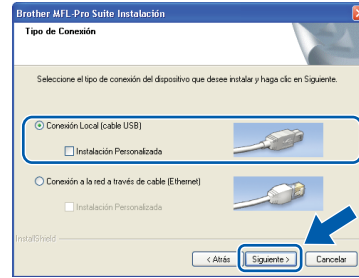 Brother MFL-Pro Suite Instalación
Tipo de Conexión
Seleccione el tipo de conexión del dispositivo que desee instalar y haga clic en Siguiente.
Conexión Local (cable USB)
Instalación Personalizada
Conexión a la red a través de cable (Ethernet)
Instalación Personalizada
InstallShield
< Atrás
Siguiente >
Cancelar